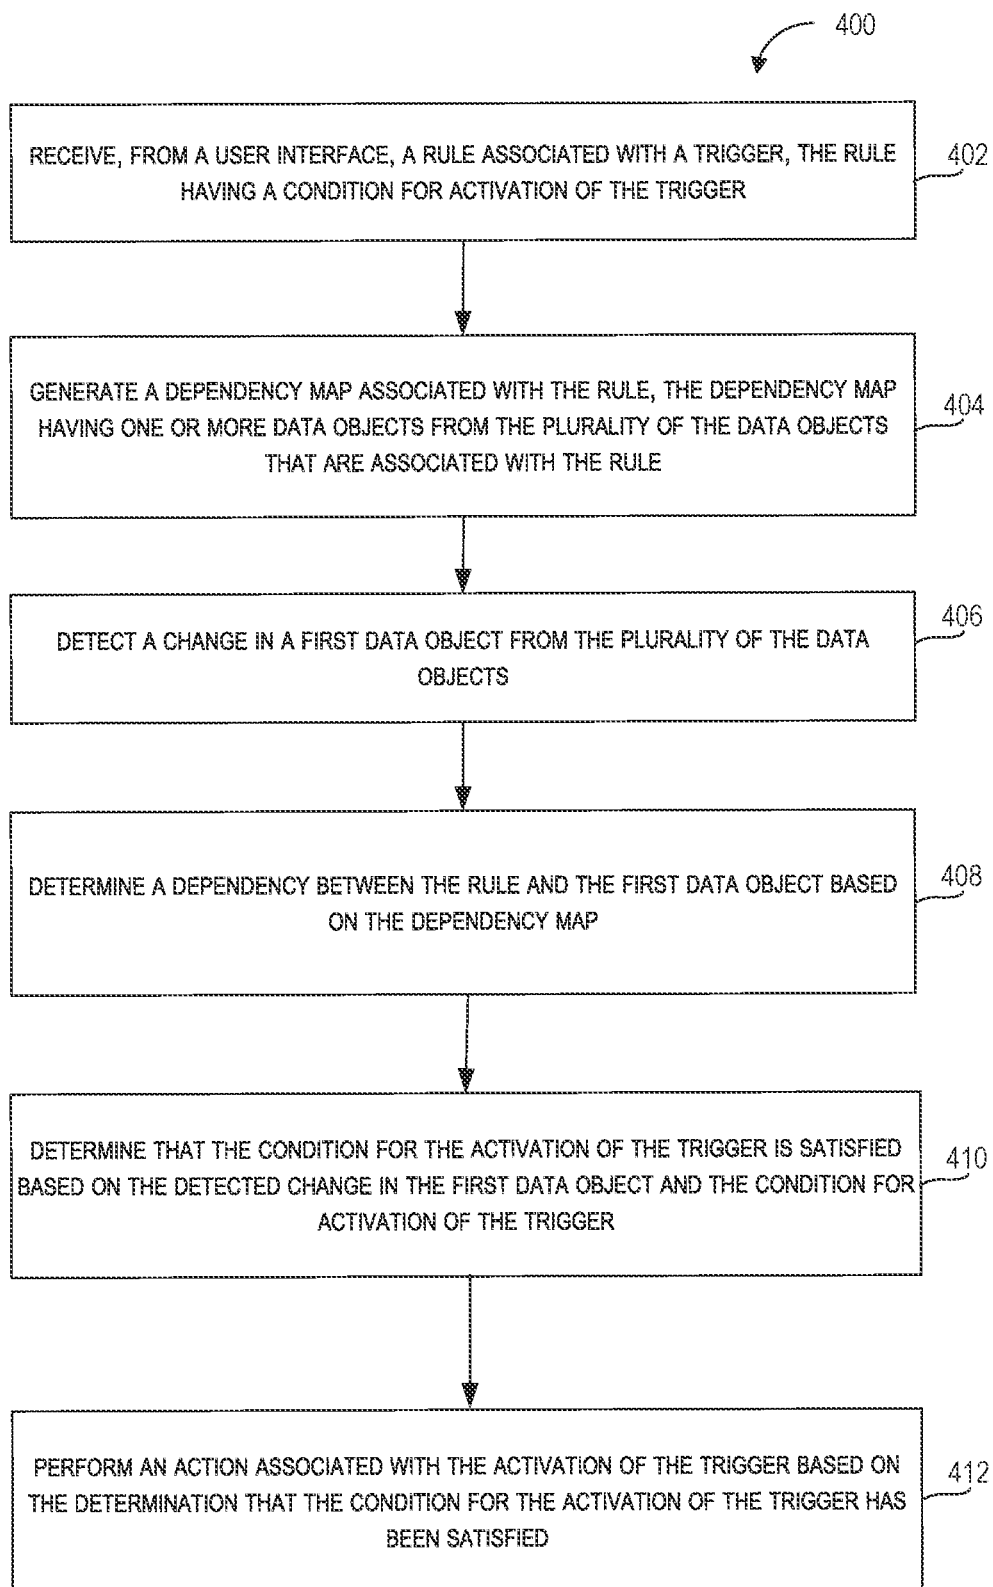 400
RECEIVE, FROM A USER INTERFACE, A RULE ASSOCIATED WITH A TRIGGER, THE RULE
HAVING A CONDITION FOR ACTIVATION OF THE TRIGGER
402
GENERATE A DEPENDENCY MAP ASSOCIATED WITH THE RULE, THE DEPENDENCY MAP
HAVING ONE OR MORE DATA OBJECTS FROM THE PLURALITY OF THE DATA OBJECTS
THAT ARE ASSOCIATED WITH THE RULE
404
DETECT A CHANGE IN A FIRST DATA OBJECT FROM THE PLURALITY OF THE DATA
OBJECTS
406
DETERMINE A DEPENDENCY BETWEEN THE RULE AND THE FIRST DATA OBJECT BASED
ON THE DEPENDENCY MAP
408
DETERMINE THAT THE CONDITION FOR THE ACTIVATION OF THE TRIGGER IS SATISFIED
BASED ON THE DETECTED CHANGE IN THE FIRST DATA OBJECT AND THE CONDITION FOR
ACTIVATION OF THE TRIGGER
410
PERFORM AN ACTION ASSOCIATED WITH THE ACTIVATION OF THE TRIGGER BASED ON
THE DETERMINATION THAT THE CONDITION FOR THE ACTIVATION OF THE TRIGGER HAS
BEEN SATISFIED
412